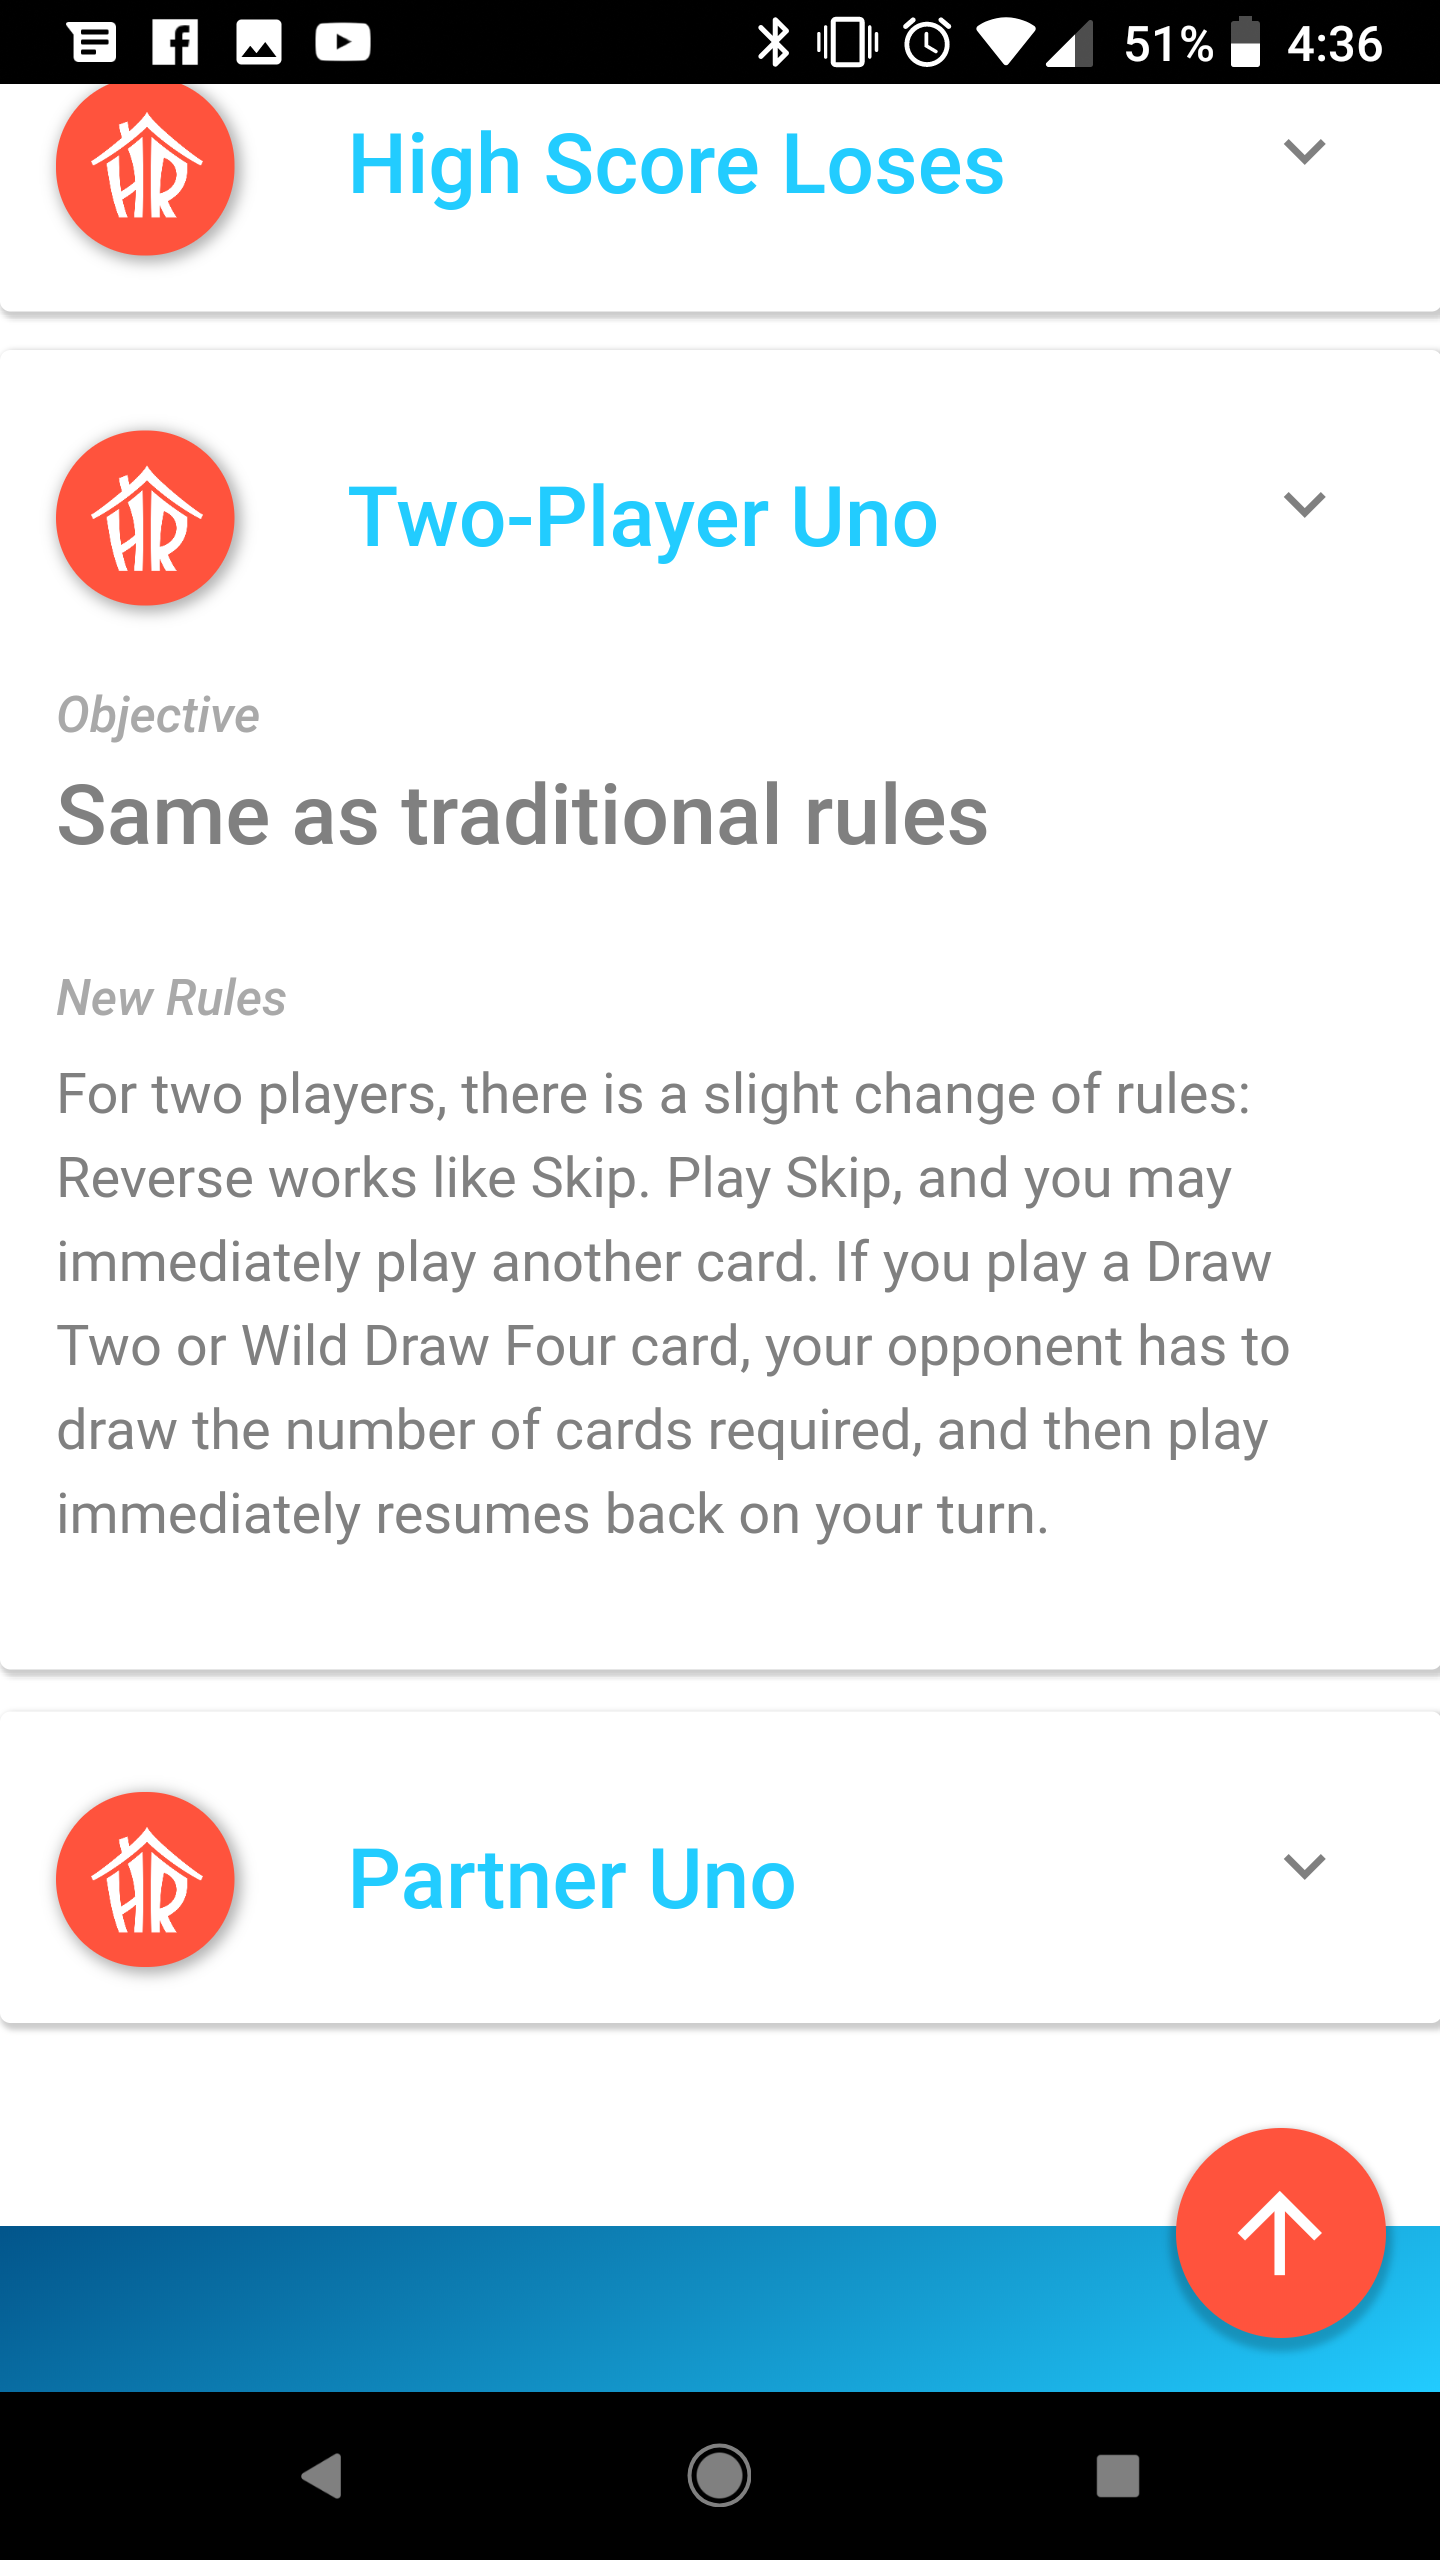 51% 4:36
HR High Score Loses
HR Two-Player Uno
Objective
Same as traditional rules
New Rules
For two players, there is a slight change of rules:
Reverse works like Skip. Play Skip, and you may
immediately play another card. If you play a Draw
Two or Wild Draw Four card, your opponent has to
draw the number of cards required, and then play
immediately resumes back on your turn.
HR Partner Uno